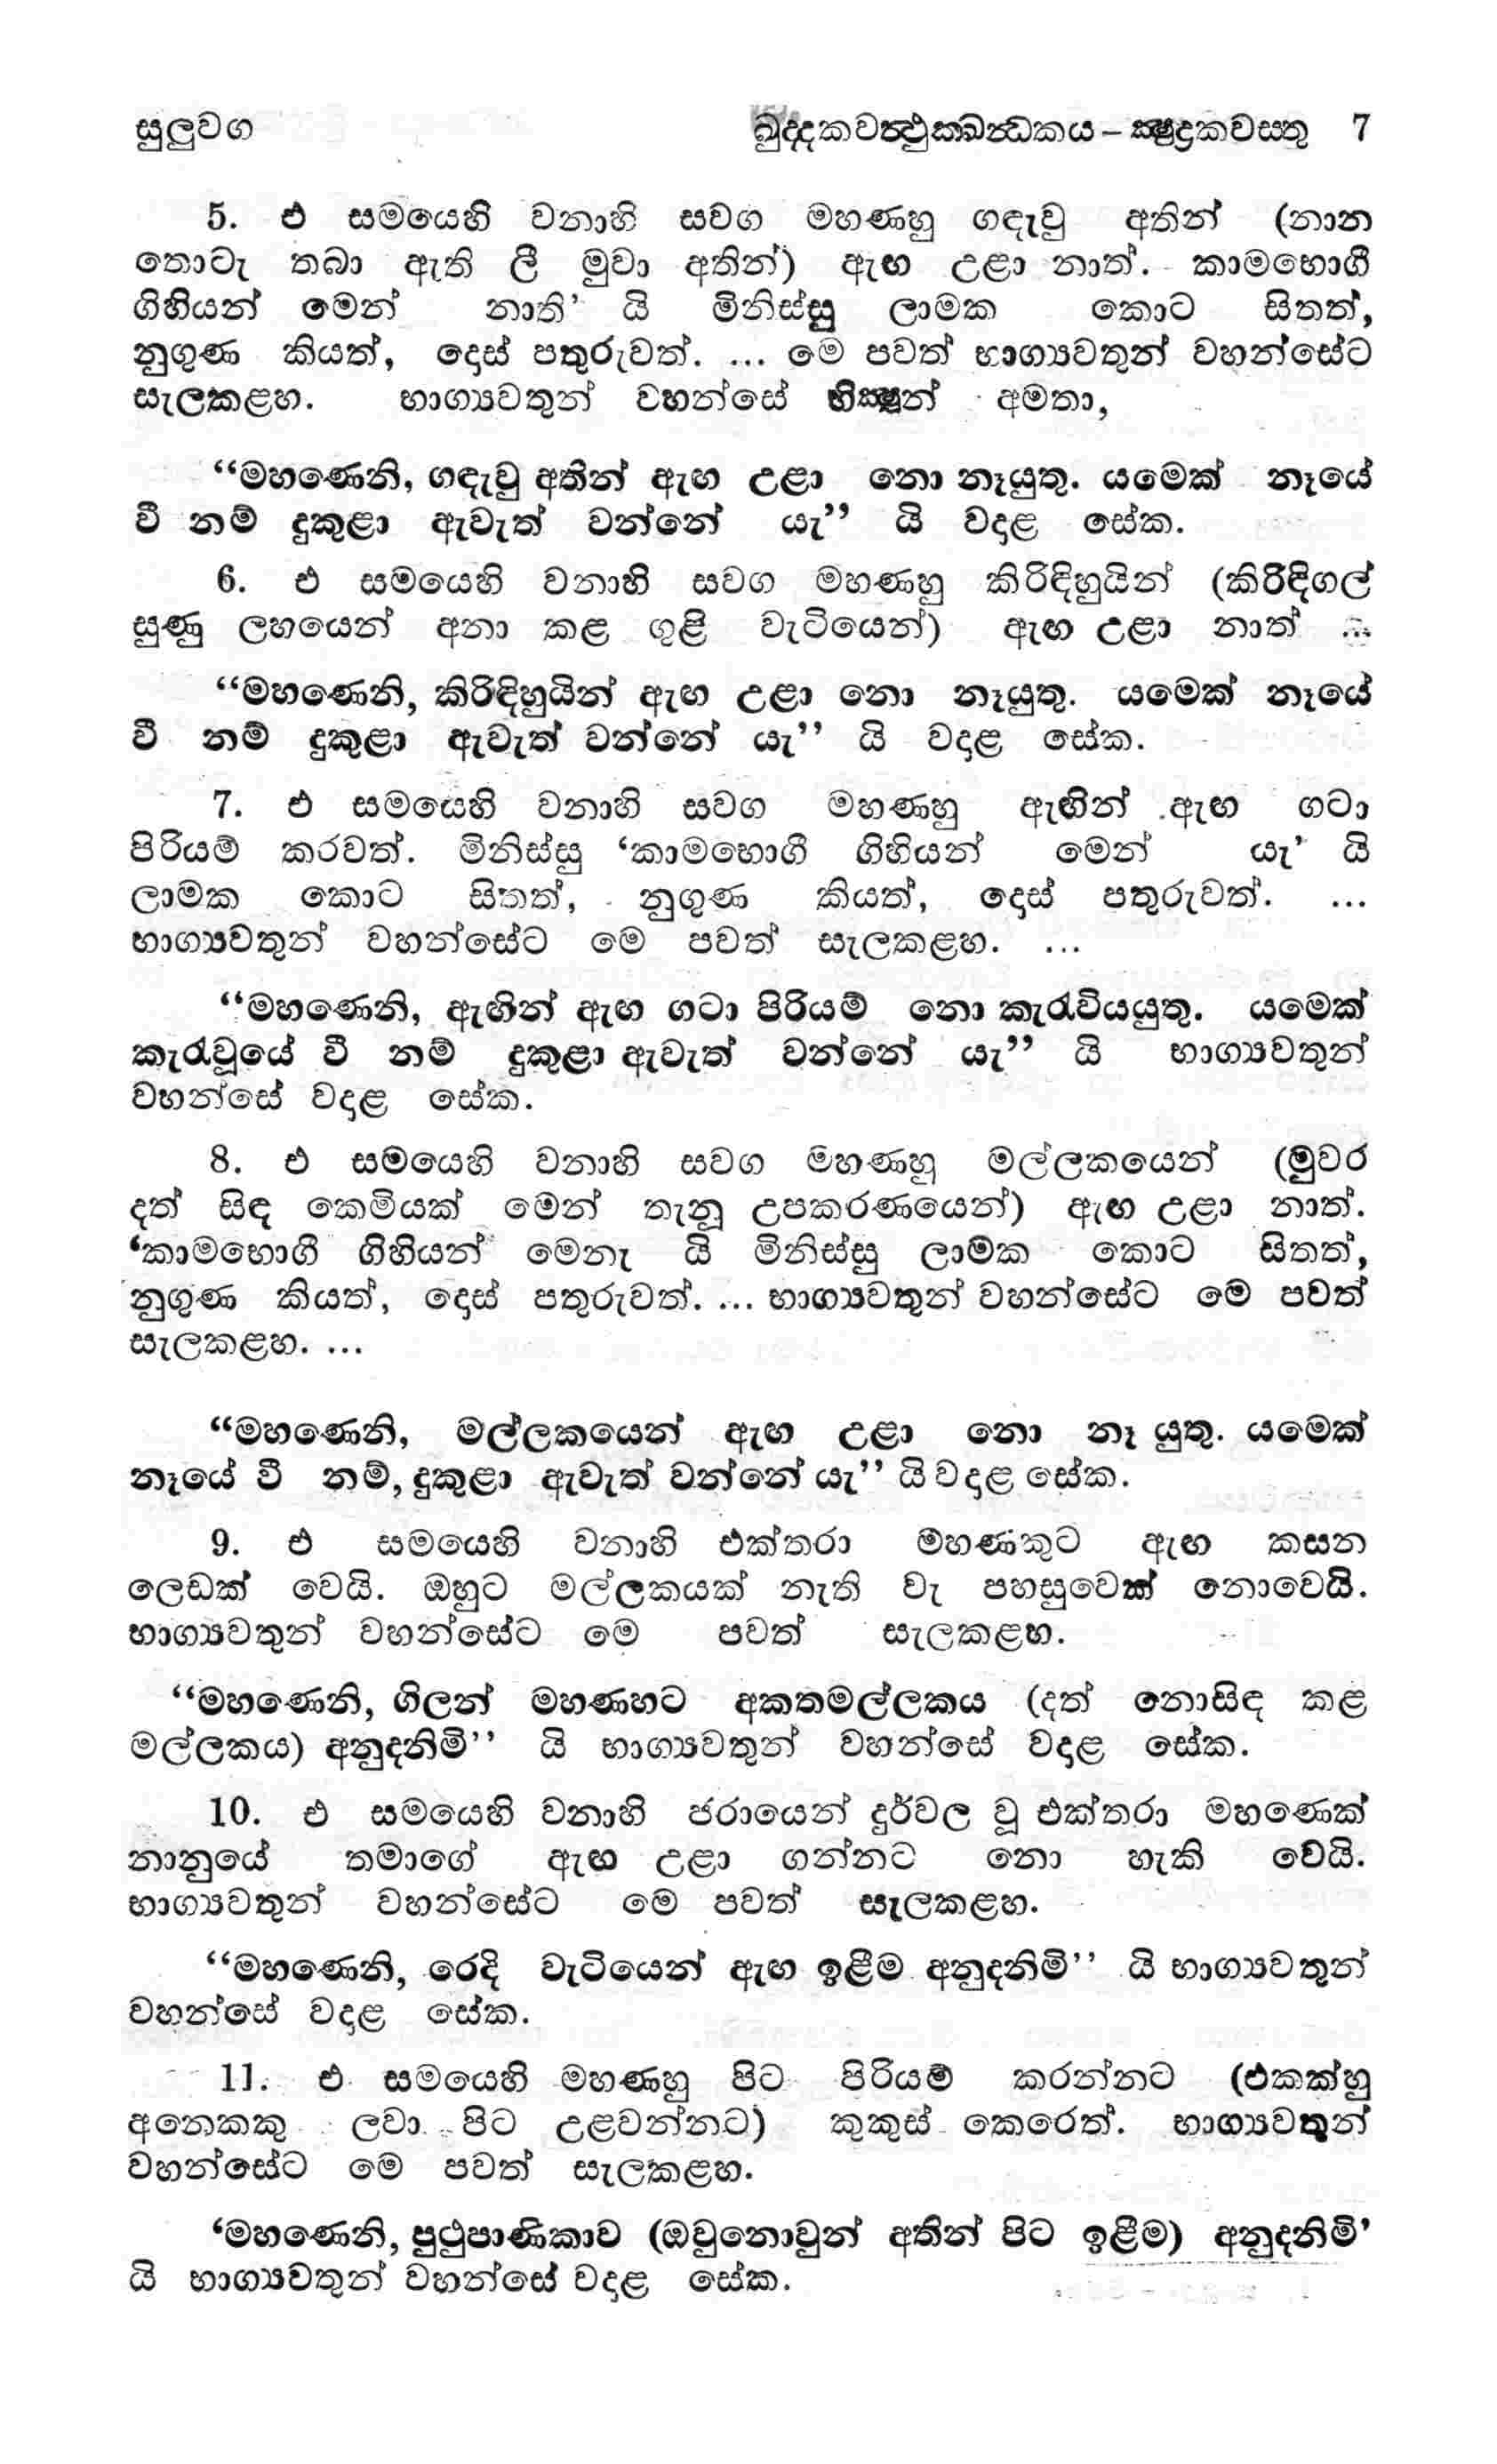 සුලුවග ඛුද්දකවත්ථුක්ඛන්ධකය – ක්ෂුද්‍රකවස්තු 7
5. එ සමයෙහි වනාහි සවග මහණහු ගඳැවු අතින් (නාන
තොටැ තබා ඇති ලී මුවා අතින්) ඇඟ උළා නාත්. කාමභොගී
ගිහියන් මෙන් නාති’ යි මිනිස්සු ලාමක කොට සිතත්,
නුගුණ කියත්, දොස් පතුරුවත්. ... මෙ පවත් භාග්‍යවතුන් වහන්සේට
සැලකළහ. භාග්‍යවතුන් වහන්සේ භික්ෂූන් අමතා,
“මහණෙනි, ගඳැවු අතින් ඇඟ උළා නො නෑයුතු. යමෙක් නෑයේ
වී නම් දුකුළා ඇවැත් වන්නේ යැ” යි වදාළ සේක.
6. එ සමයෙහි වනාහි සවග මහණහු කිරිඳිහුයින් (කිරිඳිගල්
සුණු ලහයෙන් අනා කළ ගුළි වැටියෙන්) ඇඟ උළා නාත් ...
“මහණෙනි, කිරිඳිහුයින් ඇඟ උළා නො නෑයුතු. යමෙක් නෑයේ
වී නම් දුකුළා ඇවැත් වන්නේ යැ” යි වදාළ සේක.
7. එ සමයෙහි වනාහි සවග මහණහු ඇඟින් ඇඟ ගටා
පිරියම් කරවත්. මිනිස්සු ‘කාමභොගී ගිහියන් මෙන් යැ’ යි
ලාමක කොට සිතත්, නුගුණ කියත්, දොස් පතුරුවත්. ...
භාග්‍යවතුන් වහන්සේට මෙ පවත් සැලකළහ. ...
“මහණෙනි, ඇඟින් ඇඟ ගටා පිරියම් නො කැරැවියයුතු. යමෙක්
කැරැවූයේ වී නම් දුකුළා ඇවැත් වන්නේ යැ” යි භාග්‍යවතුන්
වහන්සේ වදාළ සේක.
8. එ සමයෙහි වනාහි සවග මහණහු මල්ලකයෙන් (මුවර
දත් සිඳ කෙමියක් මෙන් තැනූ උපකරණයෙන්) ඇඟ උළා නාත්.
‘කාමභොගී ගිහියන් මෙනැ යි මිනිස්සු ලාමක කොට සිතත්,
නුගුණ කියත්, දොස් පතුරුවත්. ... භාග්‍යවතුන් වහන්සේට මෙ පවත්
සැලකළහ. ...
“මහණෙනි, මල්ලකයෙන් ඇඟ උළා නො නෑ යුතු. යමෙක්
නෑයේ වී නම්, දුකුළා ඇවැත් වන්නේ යැ” යි වදාළ සේක.
9. එ සමයෙහි වනාහි එක්තරා මහණකුට ඇඟ කසන
ලෙඩක් වෙයි. ඔහුට මල්ලකයක් නැති වැ පහසුවෙක් නොවෙයි.
භාග්‍යවතුන් වහන්සේට මෙ පවත් සැලකළහ.
“මහණෙනි, ගිලන් මහණහට අකතමල්ලකය (දත් නොසිඳ කළ
මල්ලකය) අනුදනිමි” යි භාග්‍යවතුන් වහන්සේ වදාළ සේක.
10. එ සමයෙහි වනාහි ජරායෙන් දුර්වල වූ එක්තරා මහණෙක්
නානුයේ තමාගේ ඇඟ උළා ගන්නට නො හැකි වෙයි.
භාග්‍යවතුන් වහන්සේට මෙ පවත් සැලකළහ.
“මහණෙනි, රෙදි වැටියෙන් ඇඟ ඉළීම අනුදනිමි” යි භාග්‍යවතුන්
වහන්සේ වදාළ සේක.
11. එ සමයෙහි මහණහු පිට පිරියම් කරන්නට (එකක්හු
අනෙකකු ලවා පිට උළවන්නට) කුකුස් කෙරෙත්. භාග්‍යවතුන්
වහන්සේට මෙ පවත් සැලකළහ.
‘මහණෙනි, පුථුපාණිකාව (ඔවුනොවුන් අතින් පිට ඉළීම) අනුදනිමි’
යි භාග්‍යවතුන් වහන්සේ වදාළ සේක.